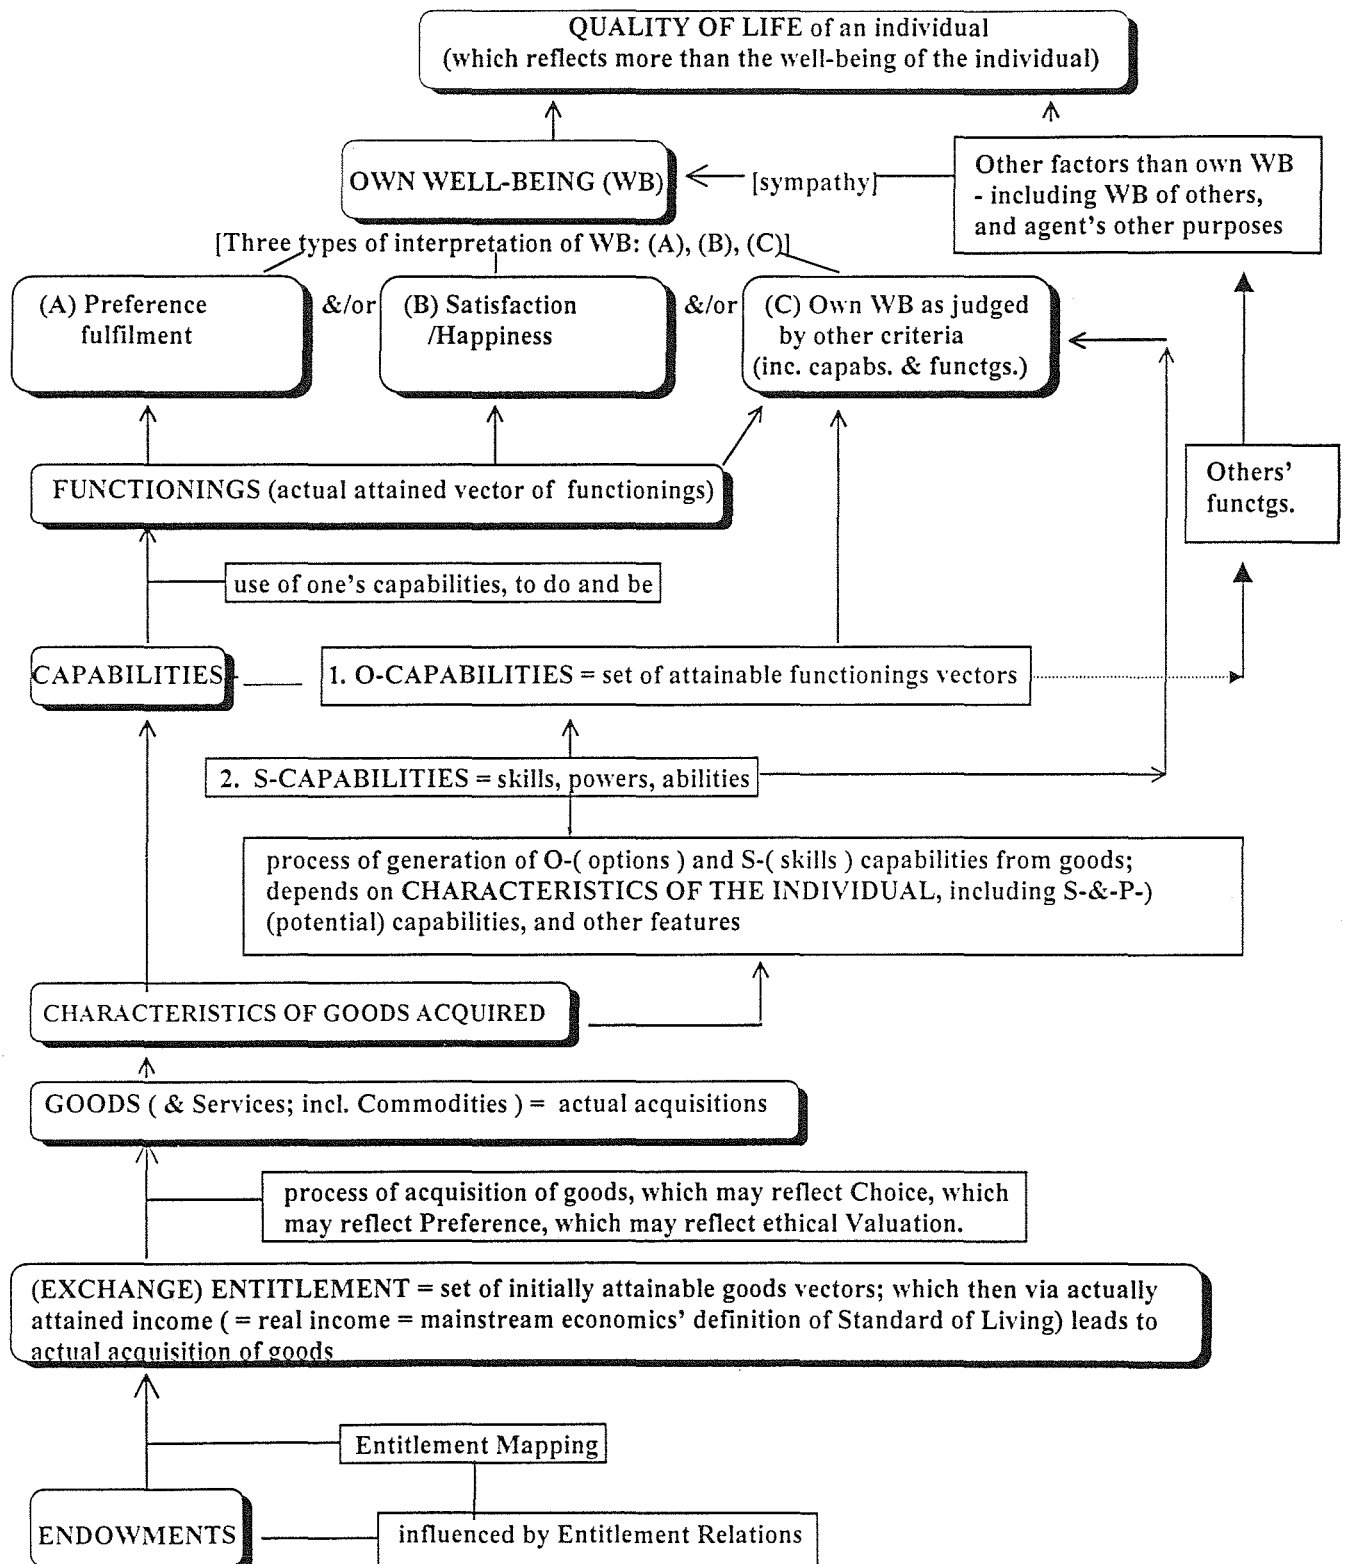 QUALITY OF LIFE of an individual
(which reflects more than the well-being of the individual)
OWN WELL-BEING (WB)
[sympathy]
Other factors than own WB
- including WB of others,
and agent's other purposes
[Three types of interpretation of WB: (A), (B), (C)]
(A) Preference
fulfilment
&/or
(B) Satisfaction
/Happiness
&/or
(C) Own WB as judged
by other criteria
(inc. capabs. & functgs.)
Others'
functgs.
FUNCTIONINGS (actual attained vector of functionings)
use of one's capabilities, to do and be
CAPABILITIES
1. O-CAPABILITIES = set of attainable functionings vectors
2. S-CAPABILITIES = skills, powers, abilities
process of generation of O-( options ) and S-( skills ) capabilities from goods;
depends on CHARACTERISTICS OF THE INDIVIDUAL, including S-&-P-)
(potential) capabilities, and other features
CHARACTERISTICS OF GOODS ACQUIRED
GOODS ( & Services; incl. Commodities ) = actual acquisitions
process of acquisition of goods, which may reflect Choice, which
may reflect Preference, which may reflect ethical Valuation.
(EXCHANGE) ENTITLEMENT = set of initially attainable goods vectors; which then via actually
attained income ( = real income = mainstream economics' definition of Standard of Living) leads to
actual acquisition of goods
Entitlement Mapping
ENDOWMENTS
influenced by Entitlement Relations